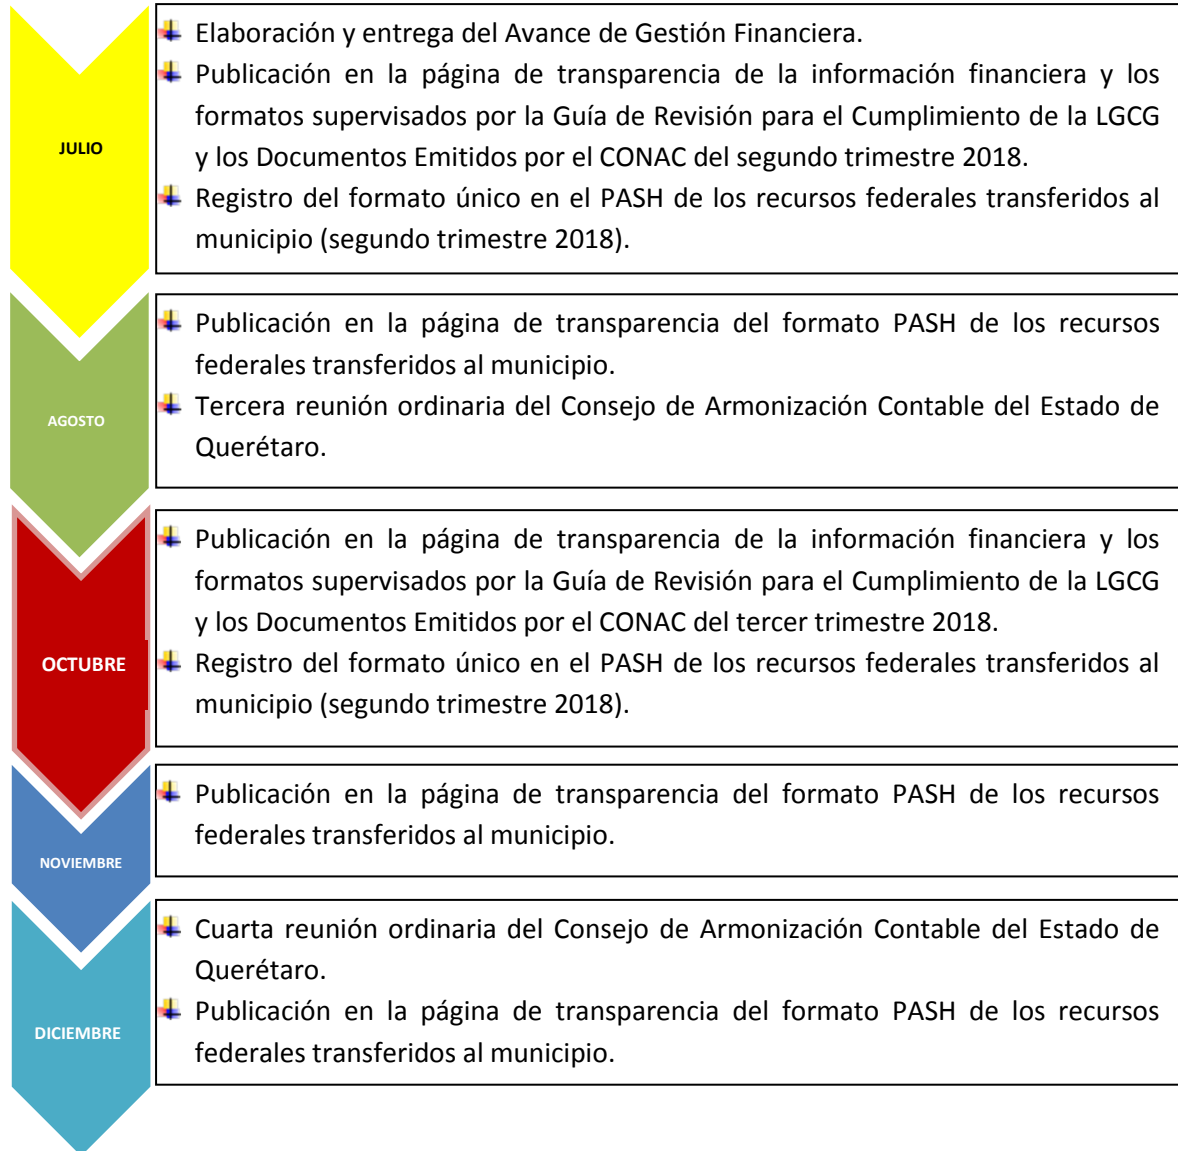 JULIO
Elaboración y entrega del Avance de Gestión Financiera.
Publicación en la página de transparencia de la información financiera y los
formatos supervisados por la Guía de Revisión para el Cumplimiento de la LGCG
y los Documentos Emitidos por el CONAC del segundo trimestre 2018.
Registro del formato único en el PASH de los recursos federales transferidos al
municipio (segundo trimestre 2018).
AGOSTO
Publicación en la página de transparencia del formato PASH de los recursos
federales transferidos al municipio.
Tercera reunión ordinaria del Consejo de Armonización Contable del Estado de
Querétaro.
OCTUBRE
Publicación en la página de transparencia de la información financiera y los
formatos supervisados por la Guía de Revisión para el Cumplimiento de la LGCG
y los Documentos Emitidos por el CONAC del tercer trimestre 2018.
Registro del formato único en el PASH de los recursos federales transferidos al
municipio (segundo trimestre 2018).
NOVIEMBRE
Publicación en la página de transparencia del formato PASH de los recursos
federales transferidos al municipio.
DICIEMBRE
Cuarta reunión ordinaria del Consejo de Armonización Contable del Estado de
Querétaro.
Publicación en la página de transparencia del formato PASH de los recursos
federales transferidos al municipio.